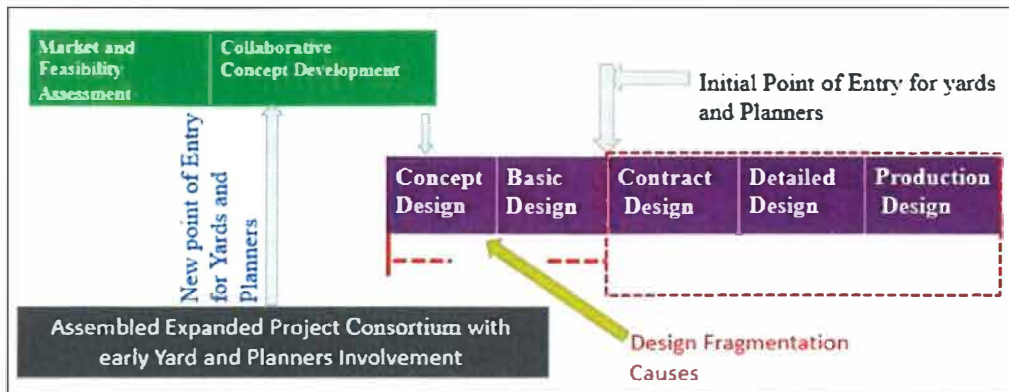 Market and
Feasibility
Assessment
Collaborative
Concept Development
Initial Point of Entry for yards
and Planners
New point of Entry
for Yards and
Planners
Concept
Design
Basic
Design
Contract
Design
Detailed
Design
Production
Design
Assembled Expanded Project Consortium with
early Yard and Planners Involvement
Design Fragmentation
Causes